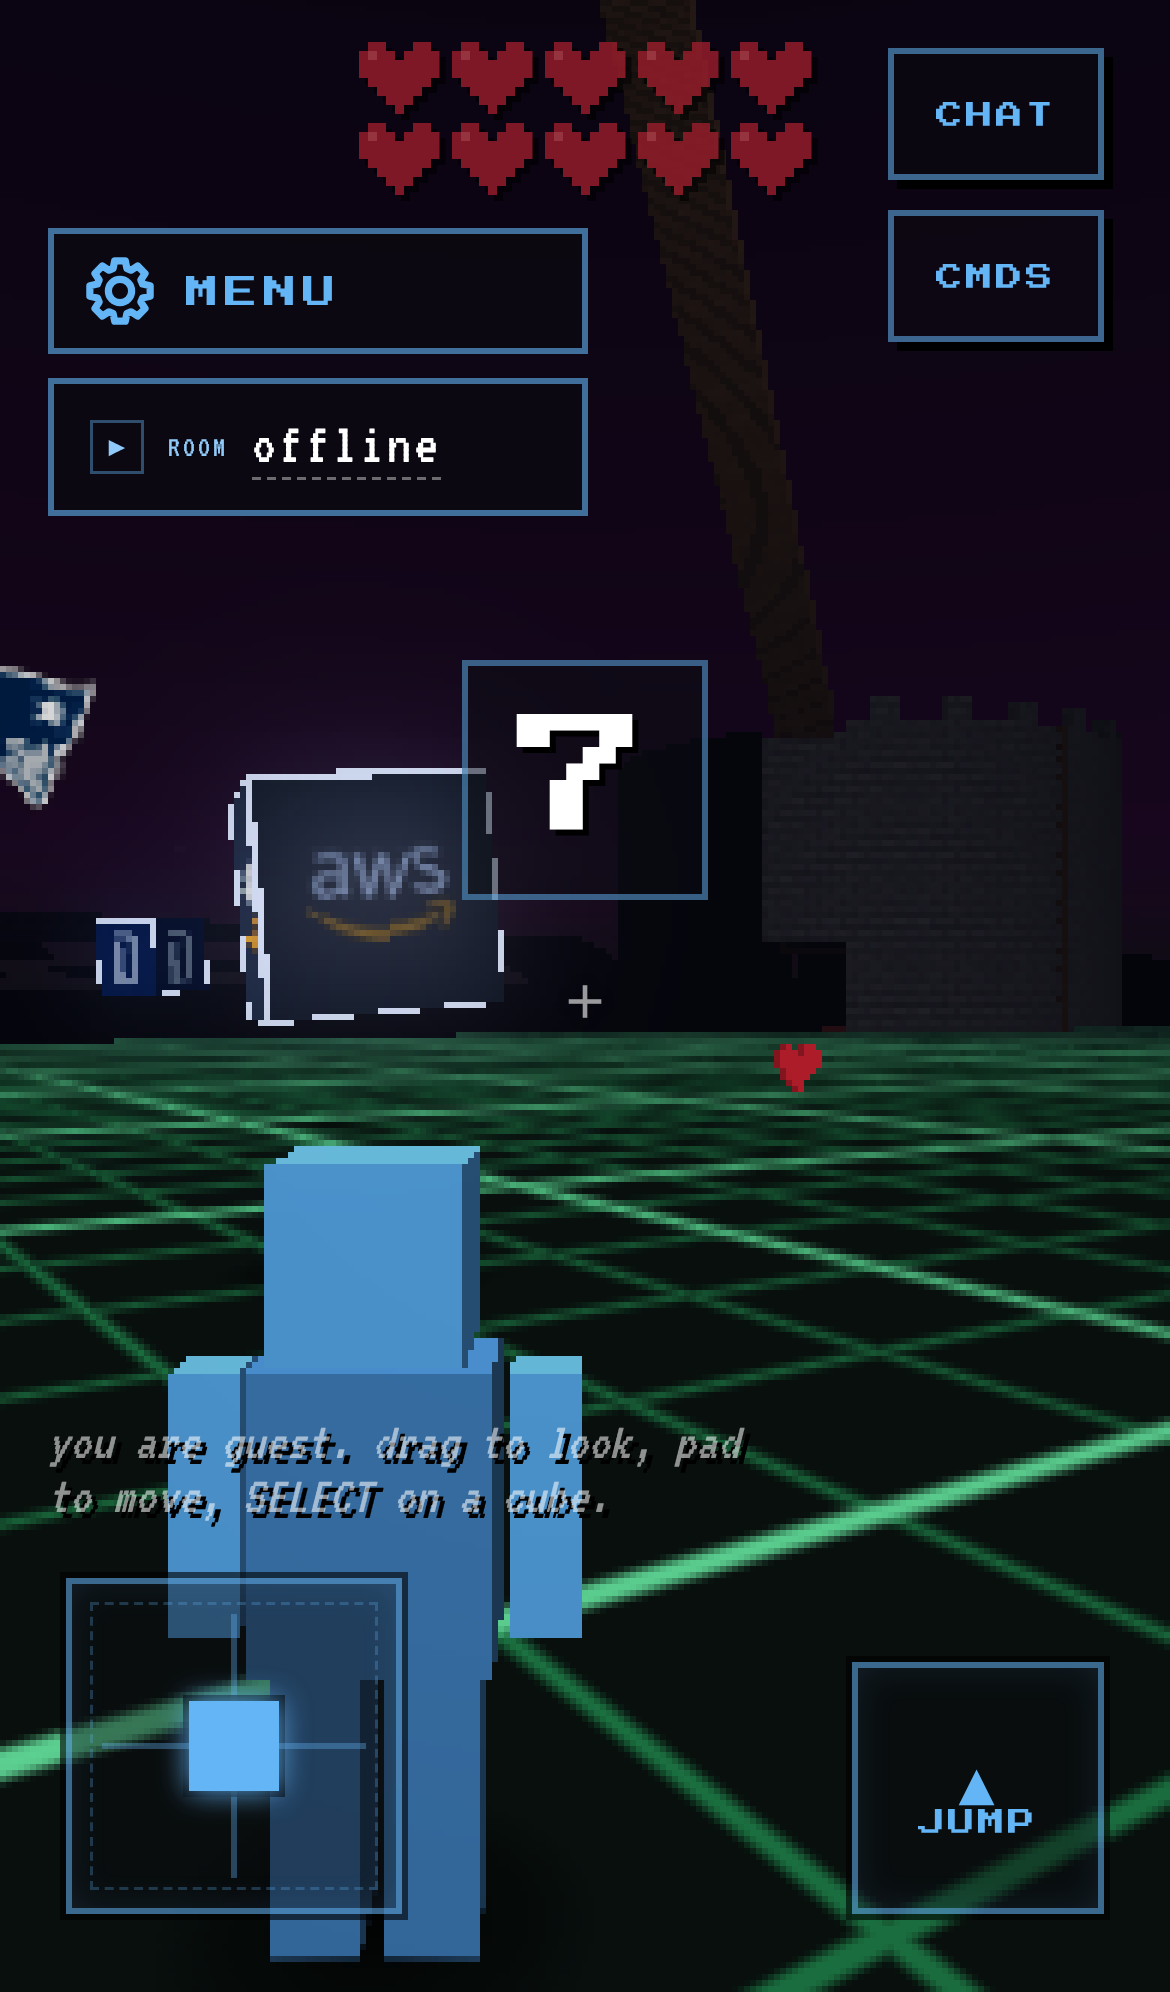 CHAT
CMDS
MENU
ROOM offline
7
aws
you are guest. drag to look, pad
to move, SELECT on a cube.
JUMP